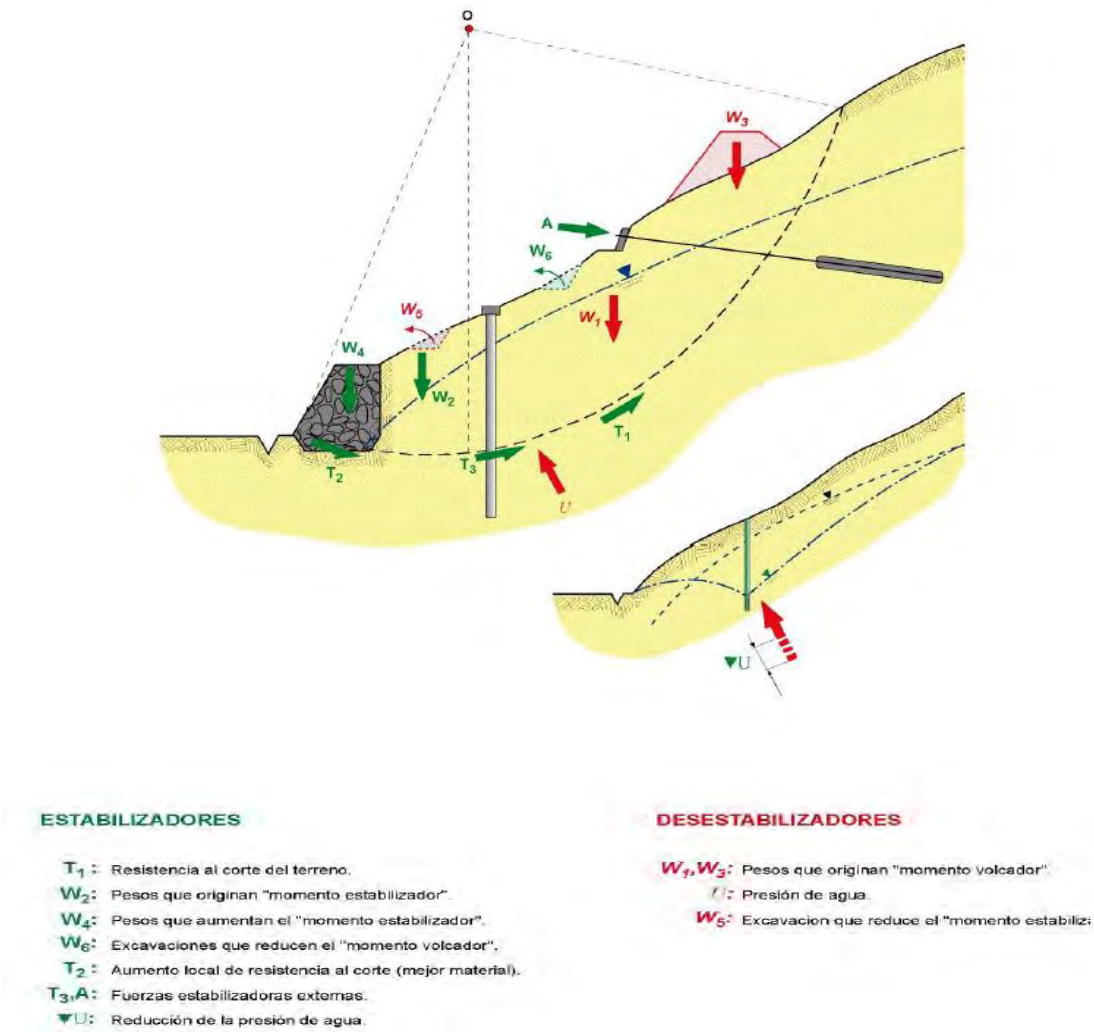 O
W₃
A
W₆
W₁
W₅
W₄
W₂
T₁
T₃
T₂
U
▼U
ESTABILIZADORES
T₁: Resistencia al corte del terreno.
W₂: Pesos que originan "momento estabilizador".
W₄: Pesos que aumentan el "momento estabilizador".
W₆: Excavaciones que reducen el "momento volcador".
T₂: Aumento local de resistencia al corte (mejor material).
T₃,A: Fuerzas estabilizadoras externas.
▼U: Reducción de la presión de agua.
DESESTABILIZADORES
W₁,W₃: Pesos que originan "momento volcador".
U: Presión de agua.
W₅: Excavacion que reduce el "momento estabiliz